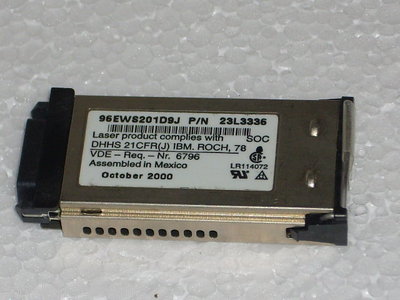 96EWS201D9J P/N 23L3336
Laser product complies with SOC
DHHS 21CFR(J) IBM. ROCH, 78
VDE – Req. – Nr. 6796
Assembled in Mexico LR114072
October 2000